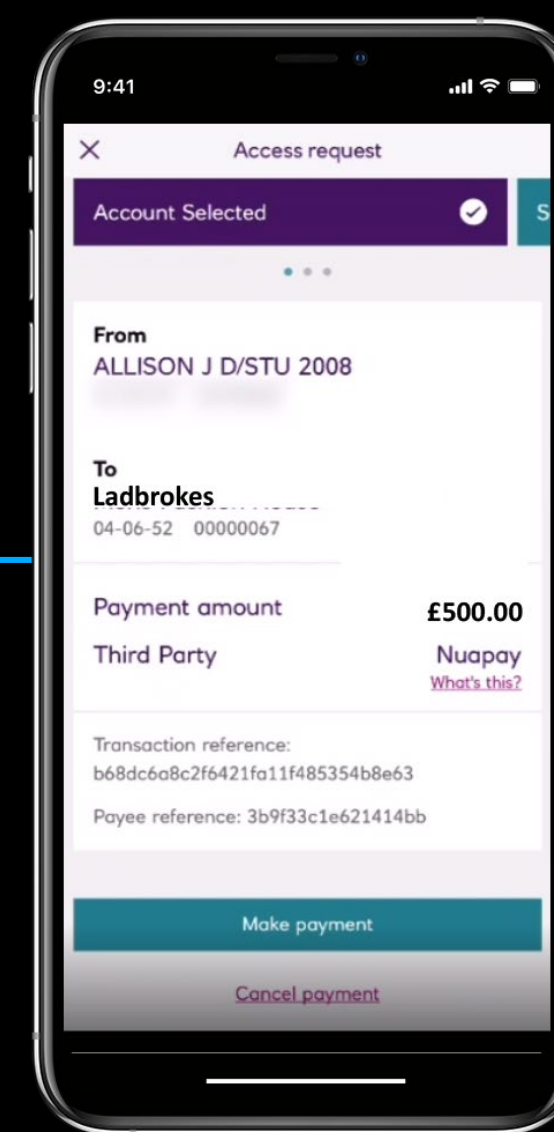 9:41
Access request
Account Selected
S
From
ALLISON J D/STU 2008
To
Ladbrokes
04-06-52 00000067
Payment amount £500.00
Third Party Nuapay
What's this?
Transaction reference:
b68dc6a8c2f6421fa11f485354b8e63
Payee reference: 3b9f33c1e621414bb
Make payment
Cancel payment